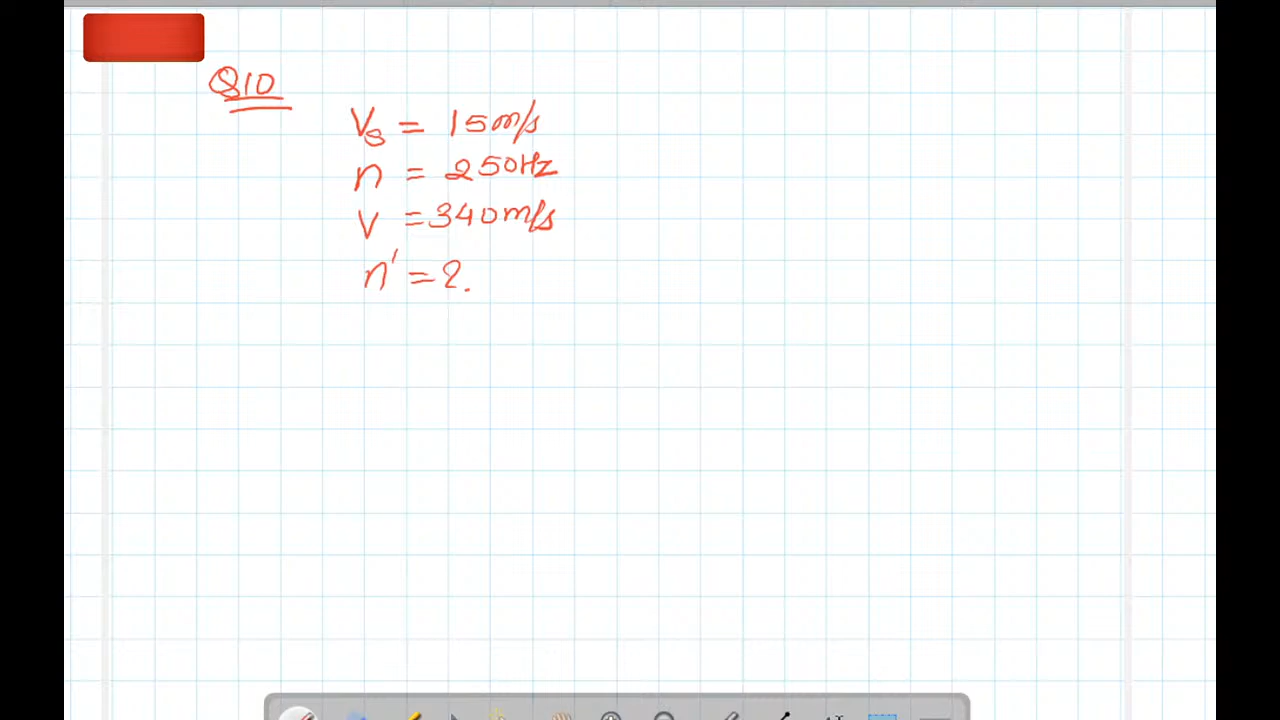 Q10
Vs = 15m/s
n = 250Hz
V = 340m/s
n' = ?.